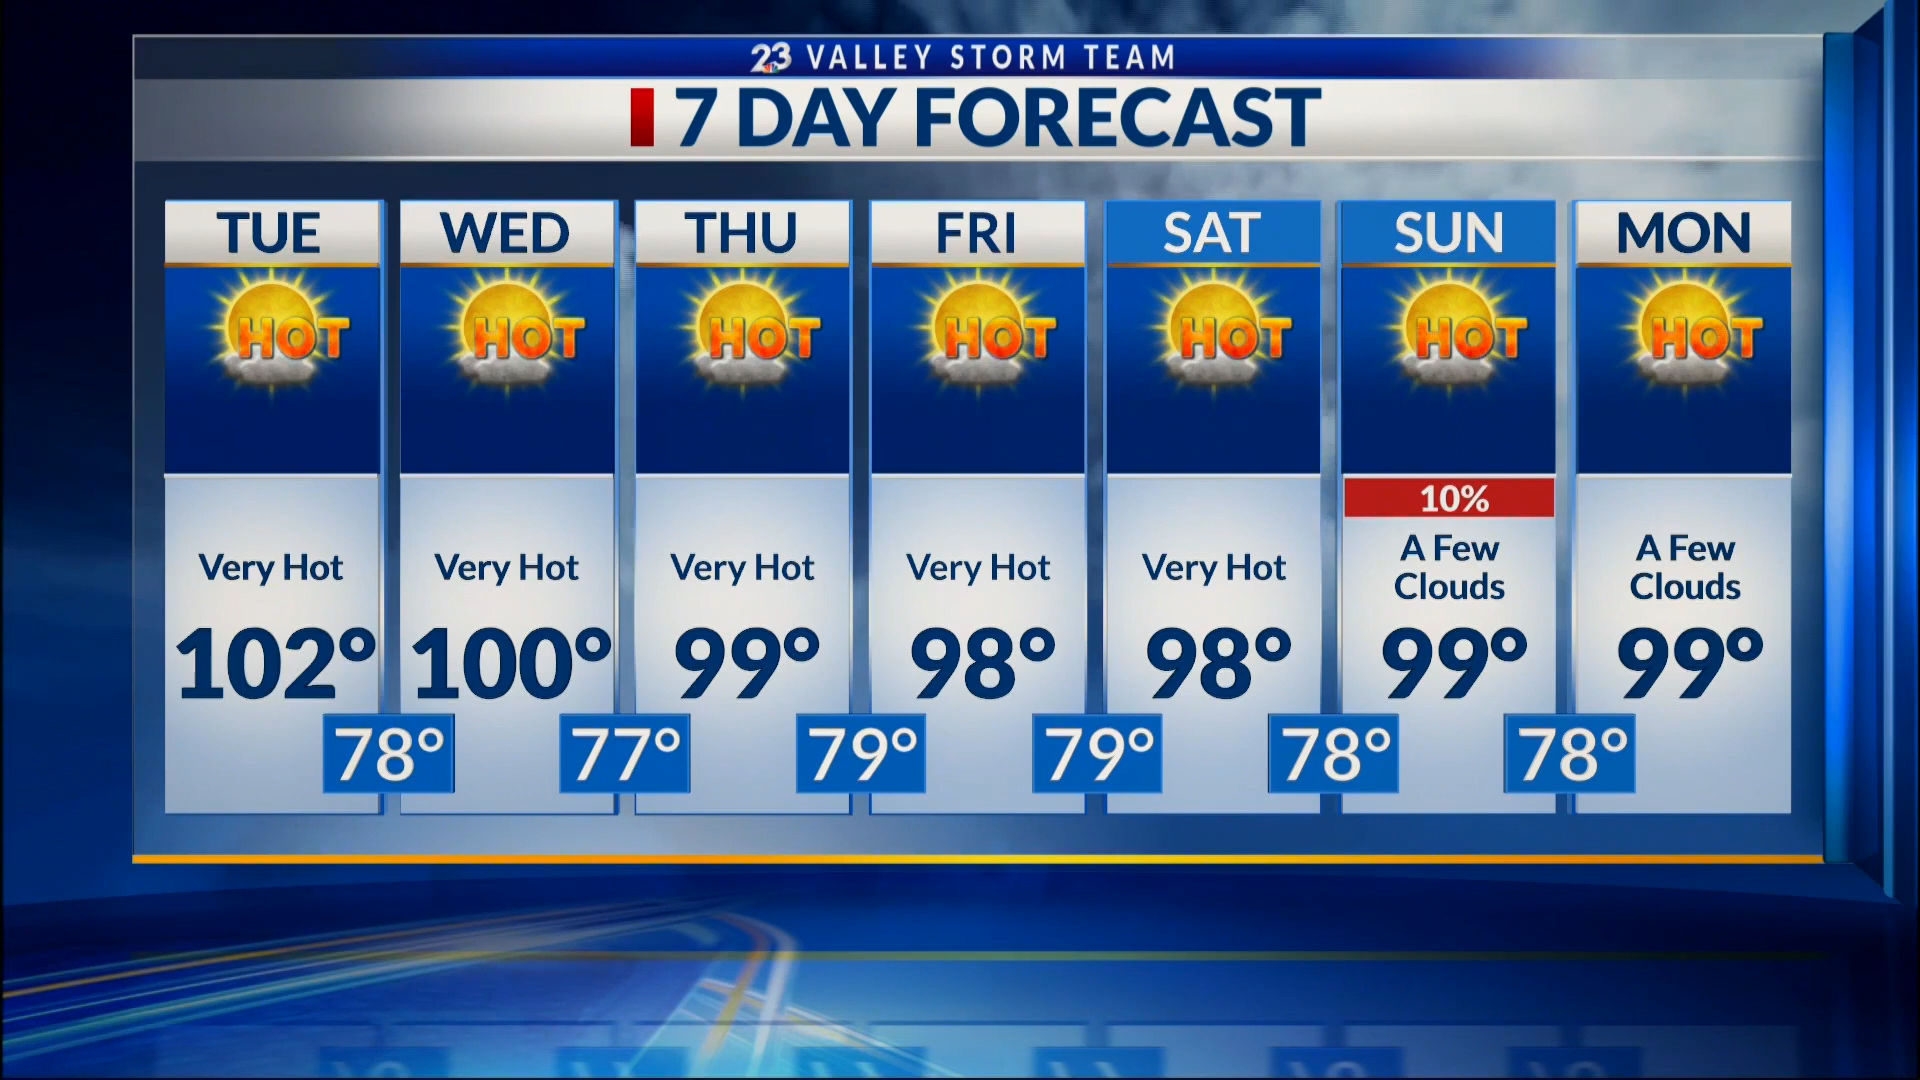 23 VALLEY STORM TEAM
7 DAY FORECAST
TUE
HOT
Very Hot
102°
78°
WED
HOT
Very Hot
100°
77°
THU
HOT
Very Hot
99°
79°
FRI
HOT
Very Hot
98°
79°
SAT
HOT
Very Hot
98°
78°
SUN
HOT
10%
A Few
Clouds
99°
78°
MON
HOT
A Few
Clouds
99°